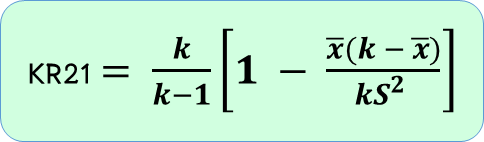 KR21 = k/(k−1) [1 − x̅(k − x̅)/(kS²)]